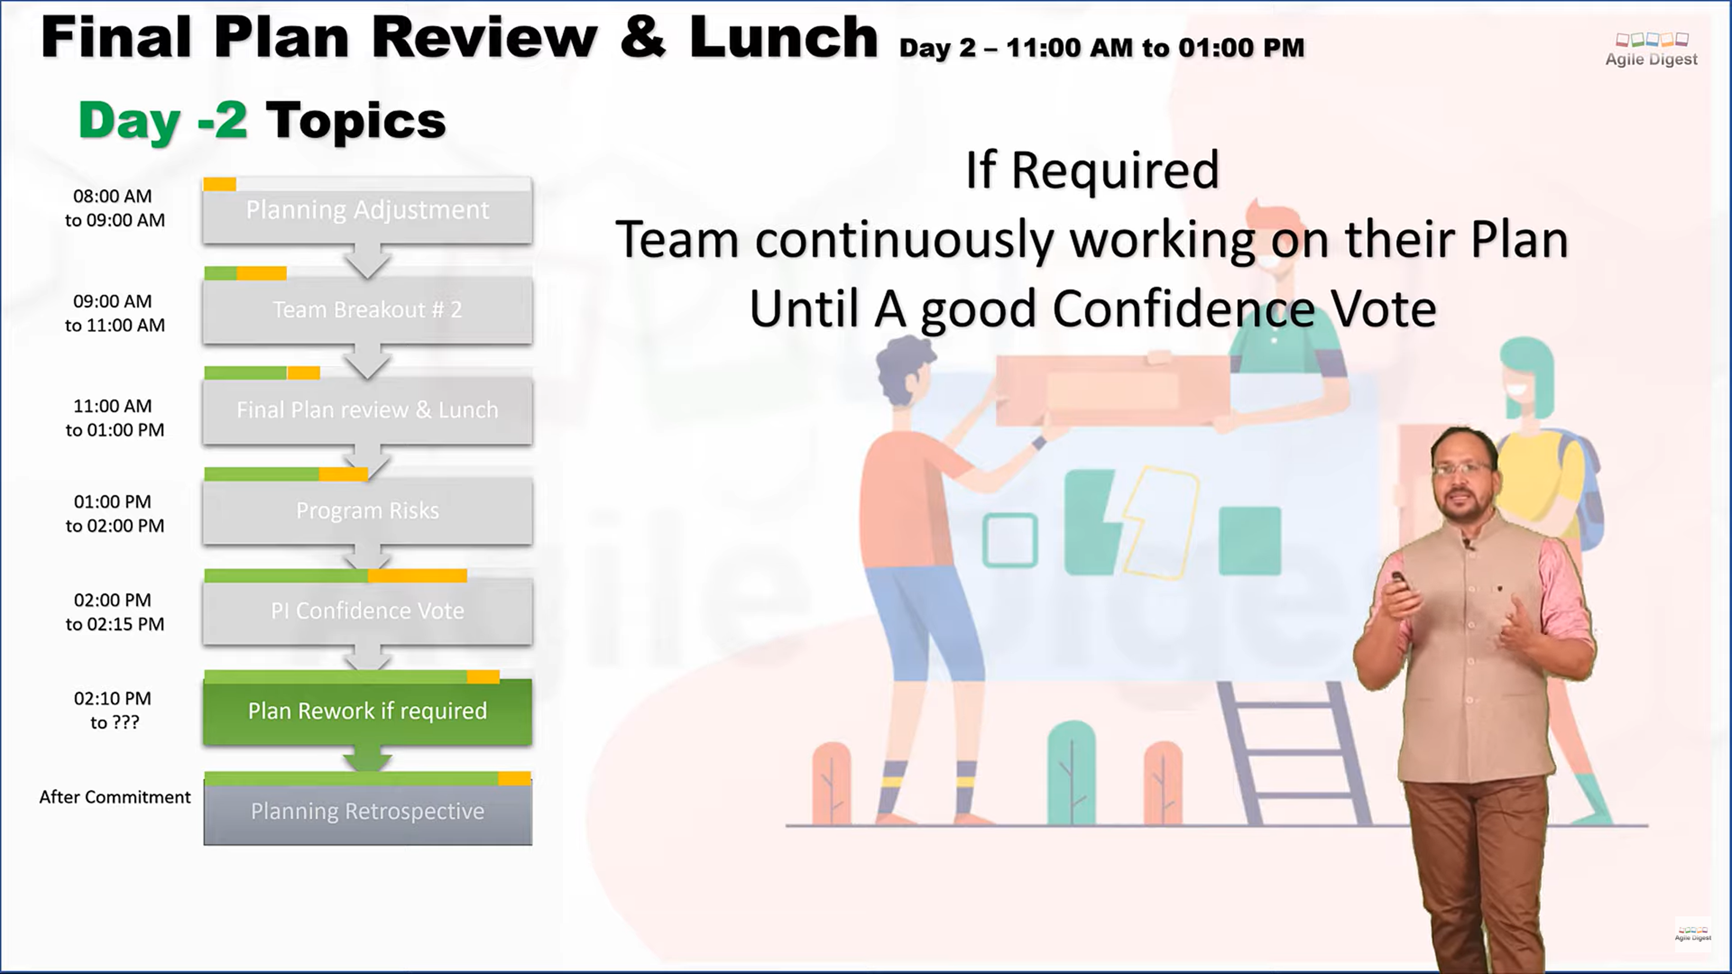 Final Plan Review & Lunch Day 2 – 11:00 AM to 01:00 PM
Agile Digest
Day -2 Topics
08:00 AM
to 09:00 AM
Planning Adjustment
09:00 AM
to 11:00 AM
Team Breakout # 2
11:00 AM
to 01:00 PM
Final Plan review & Lunch
01:00 PM
to 02:00 PM
Program Risks
02:00 PM
to 02:15 PM
PI Confidence Vote
02:10 PM
to ???
Plan Rework if required
After Commitment
Planning Retrospective
If Required
Team continuously working on their Plan
Until A good Confidence Vote
Agile Digest
Agile Digest